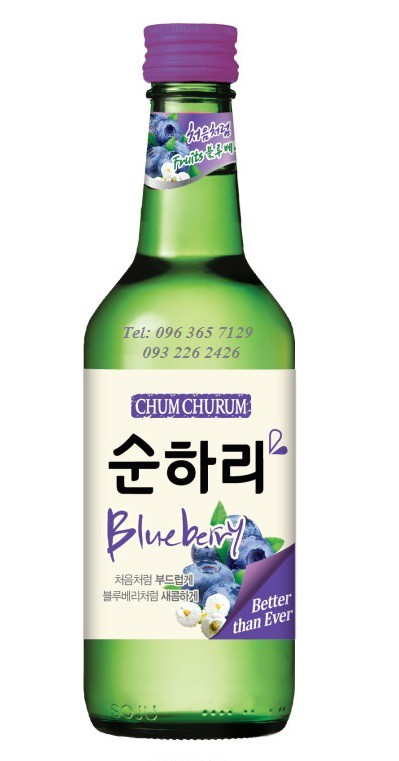 처음처럼
Fruits 블루베
Tel: 096 365 7129
093 226 2426
CHUM CHURUM
순하리
Blueberry
처음처럼 부드럽게
블루베리처럼 새콤하게
Better
than Ever
SOJU